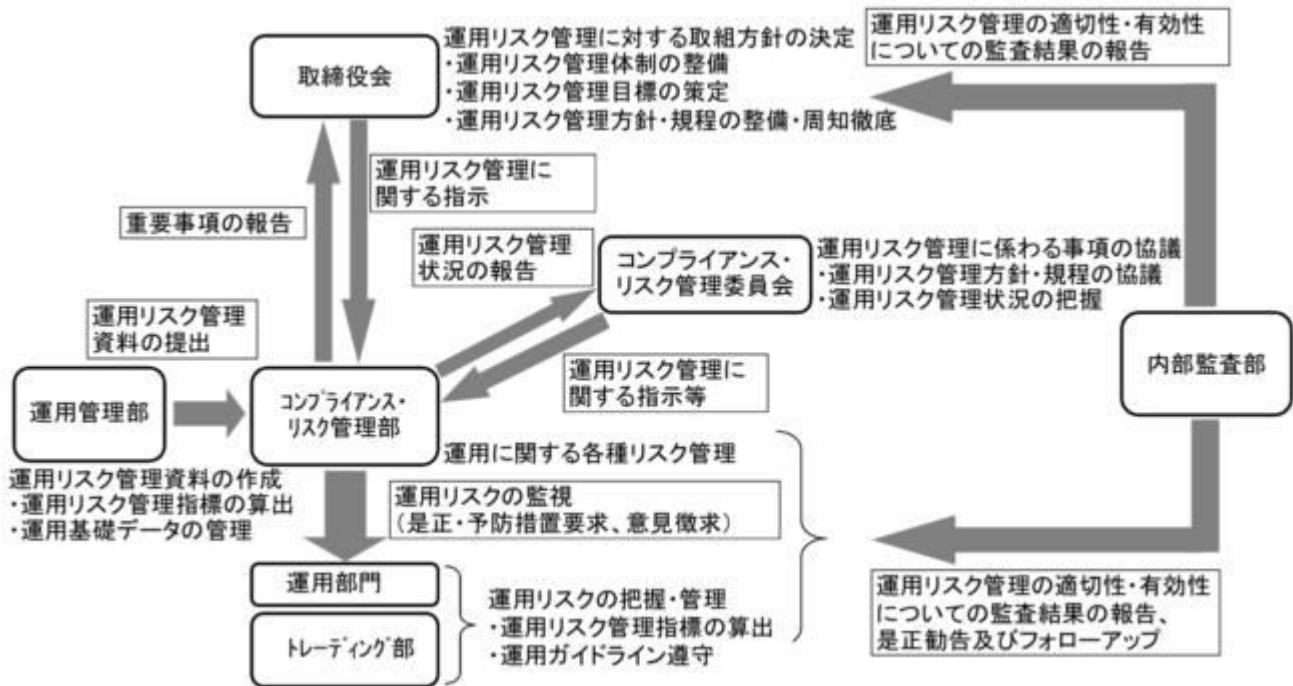 取締役会
運用リスク管理に対する取組方針の決定
・運用リスク管理体制の整備
・運用リスク管理目標の策定
・運用リスク管理方針・規程の整備・周知徹底
運用リスク管理の適切性・有効性
についての監査結果の報告
運用リスク管理に
関する指示
重要事項の報告
運用リスク管理
状況の報告
コンプライアンス・
リスク管理委員会
運用リスク管理に係わる事項の協議
・運用リスク管理方針・規程の協議
・運用リスク管理状況の把握
運用リスク管理
資料の提出
運用リスク管理に
関する指示等
内部監査部
運用管理部
コンプライアンス・
リスク管理部
運用に関する各種リスク管理
運用リスク管理資料の作成
・運用リスク管理指標の算出
・運用基礎データの管理
運用リスクの監視
（是正・予防措置要求、意見徴求）
運用部門
トレーディング部
運用リスクの把握・管理
・運用リスク管理指標の算出
・運用ガイドライン遵守
運用リスク管理の適切性・有効性
についての監査結果の報告、
是正勧告及びフォローアップ